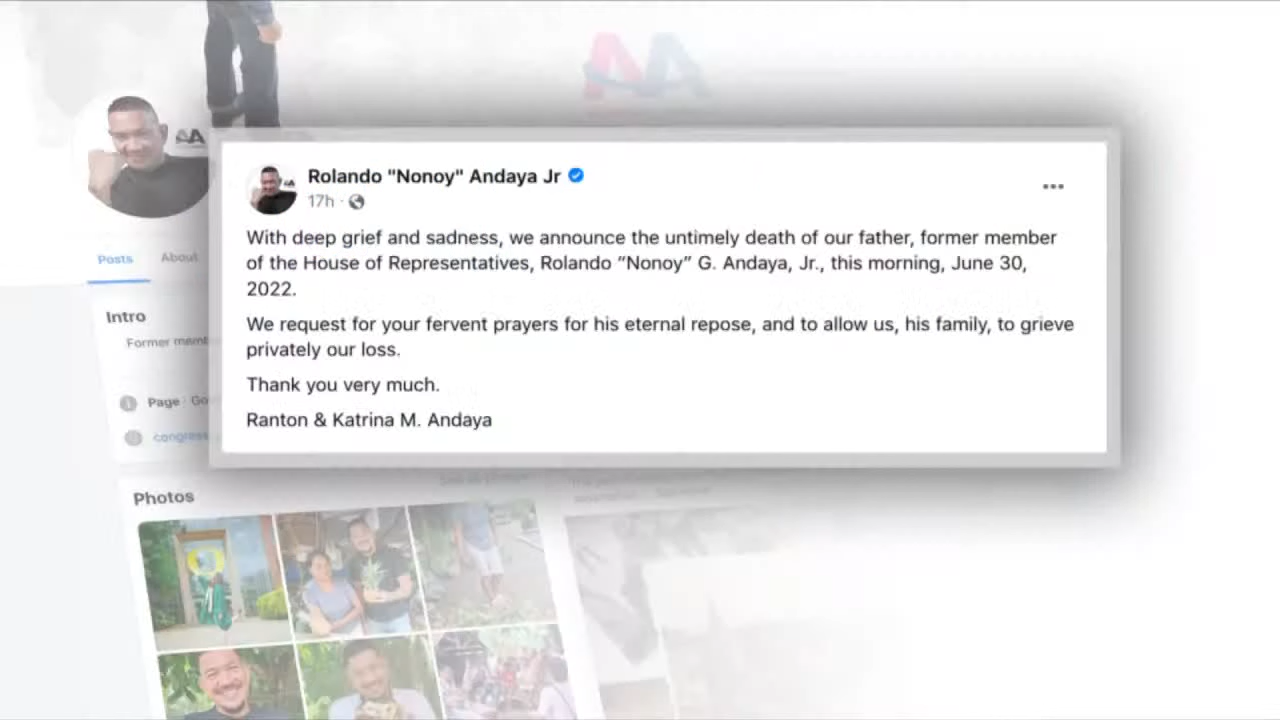 AA
AA
Rolando "Nonoy" Andaya Jr
17h ·
With deep grief and sadness, we announce the untimely death of our father, former member
of the House of Representatives, Rolando “Nonoy” G. Andaya, Jr., this morning, June 30,
2022.
We request for your fervent prayers for his eternal repose, and to allow us, his family, to grieve
privately our loss.
Thank you very much.
Ranton & Katrina M. Andaya
Posts About
Intro
Former
Page ·
Photos